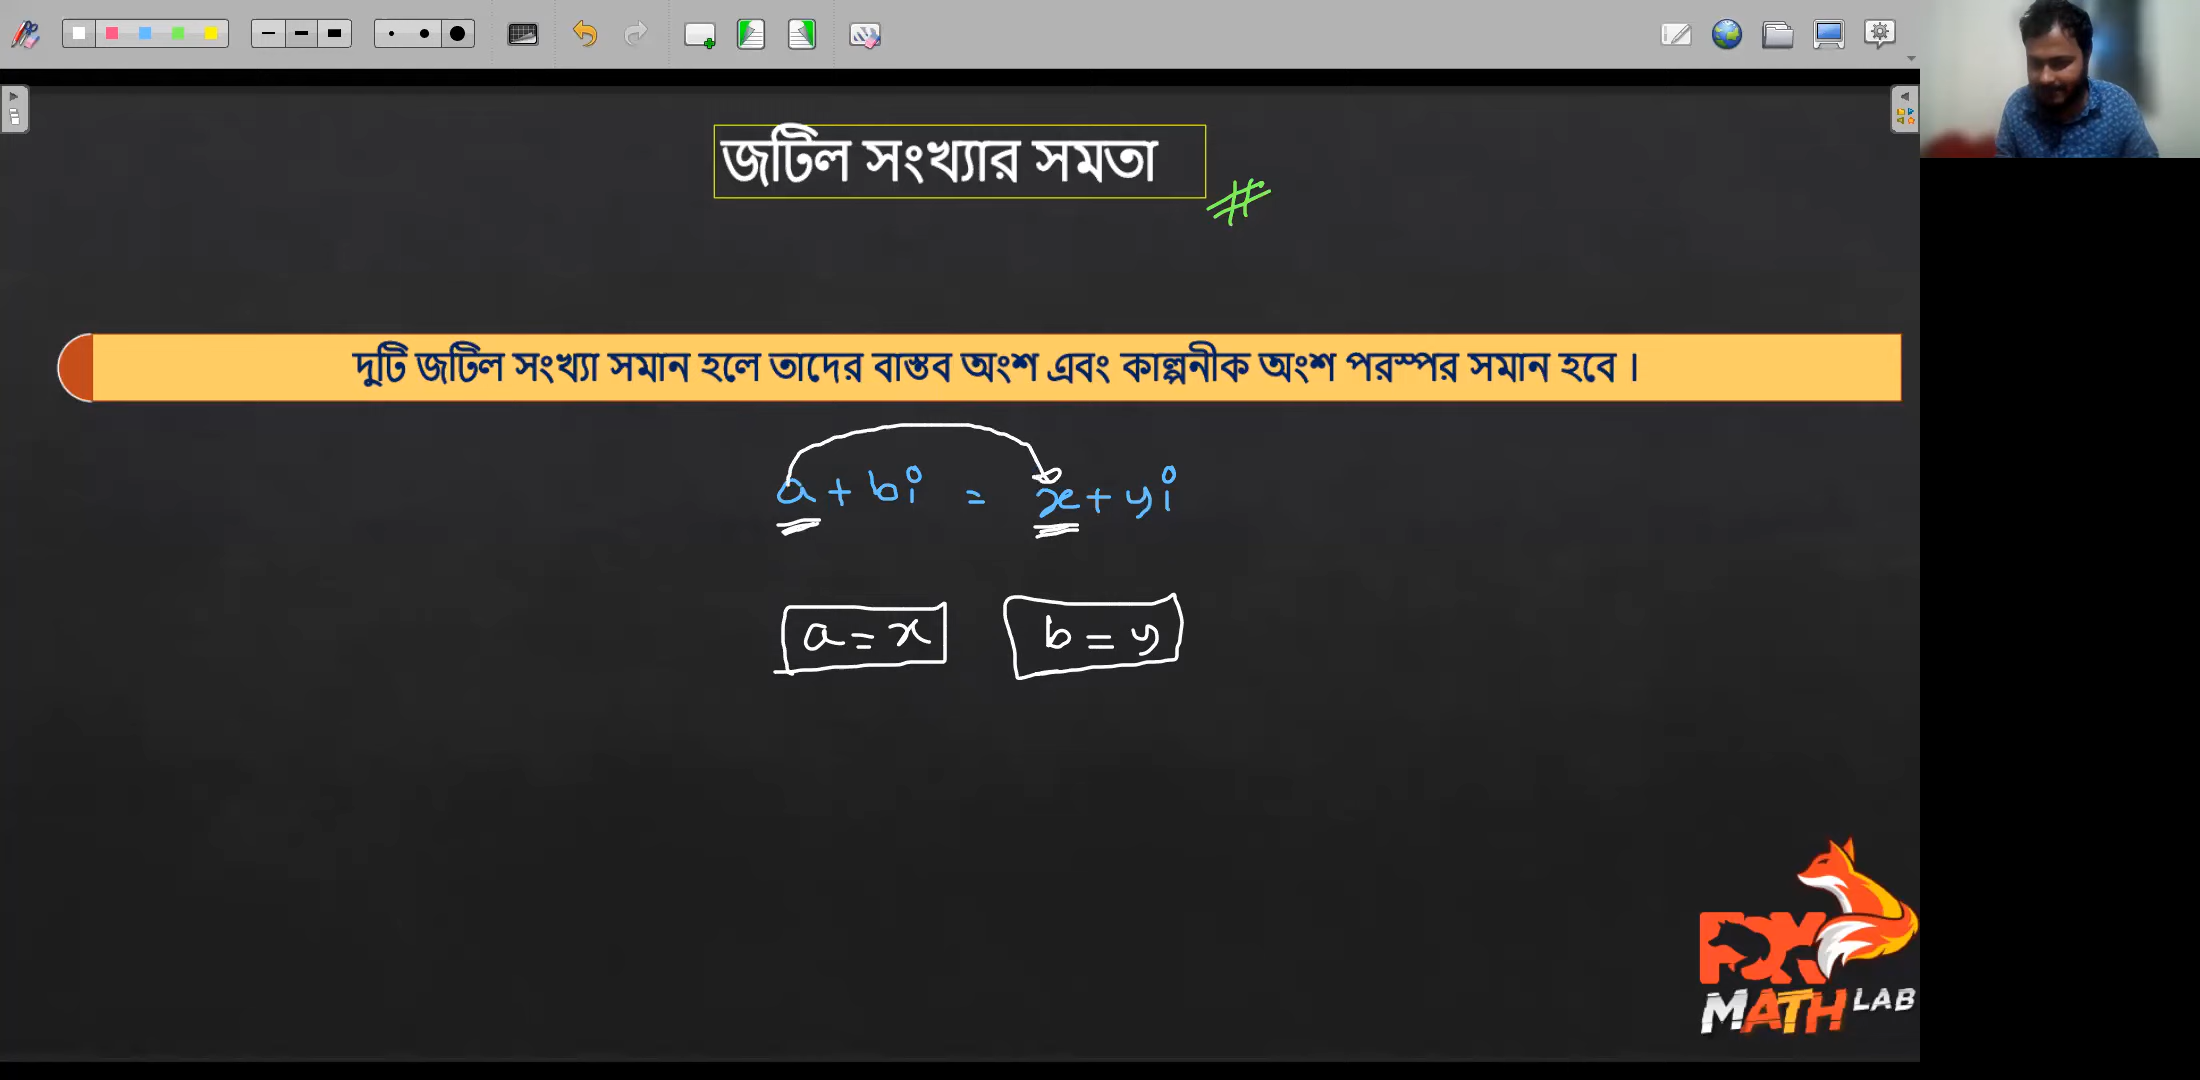 জটিল সংখ্যার সমতা
#
দুটি জটিল সংখ্যা সমান হলে তাদের বাস্তব অংশ এবং কাল্পনীক অংশ পরস্পর সমান হবে ।
a + bi = x + yi
a = x b = y
FOX
MATH LAB